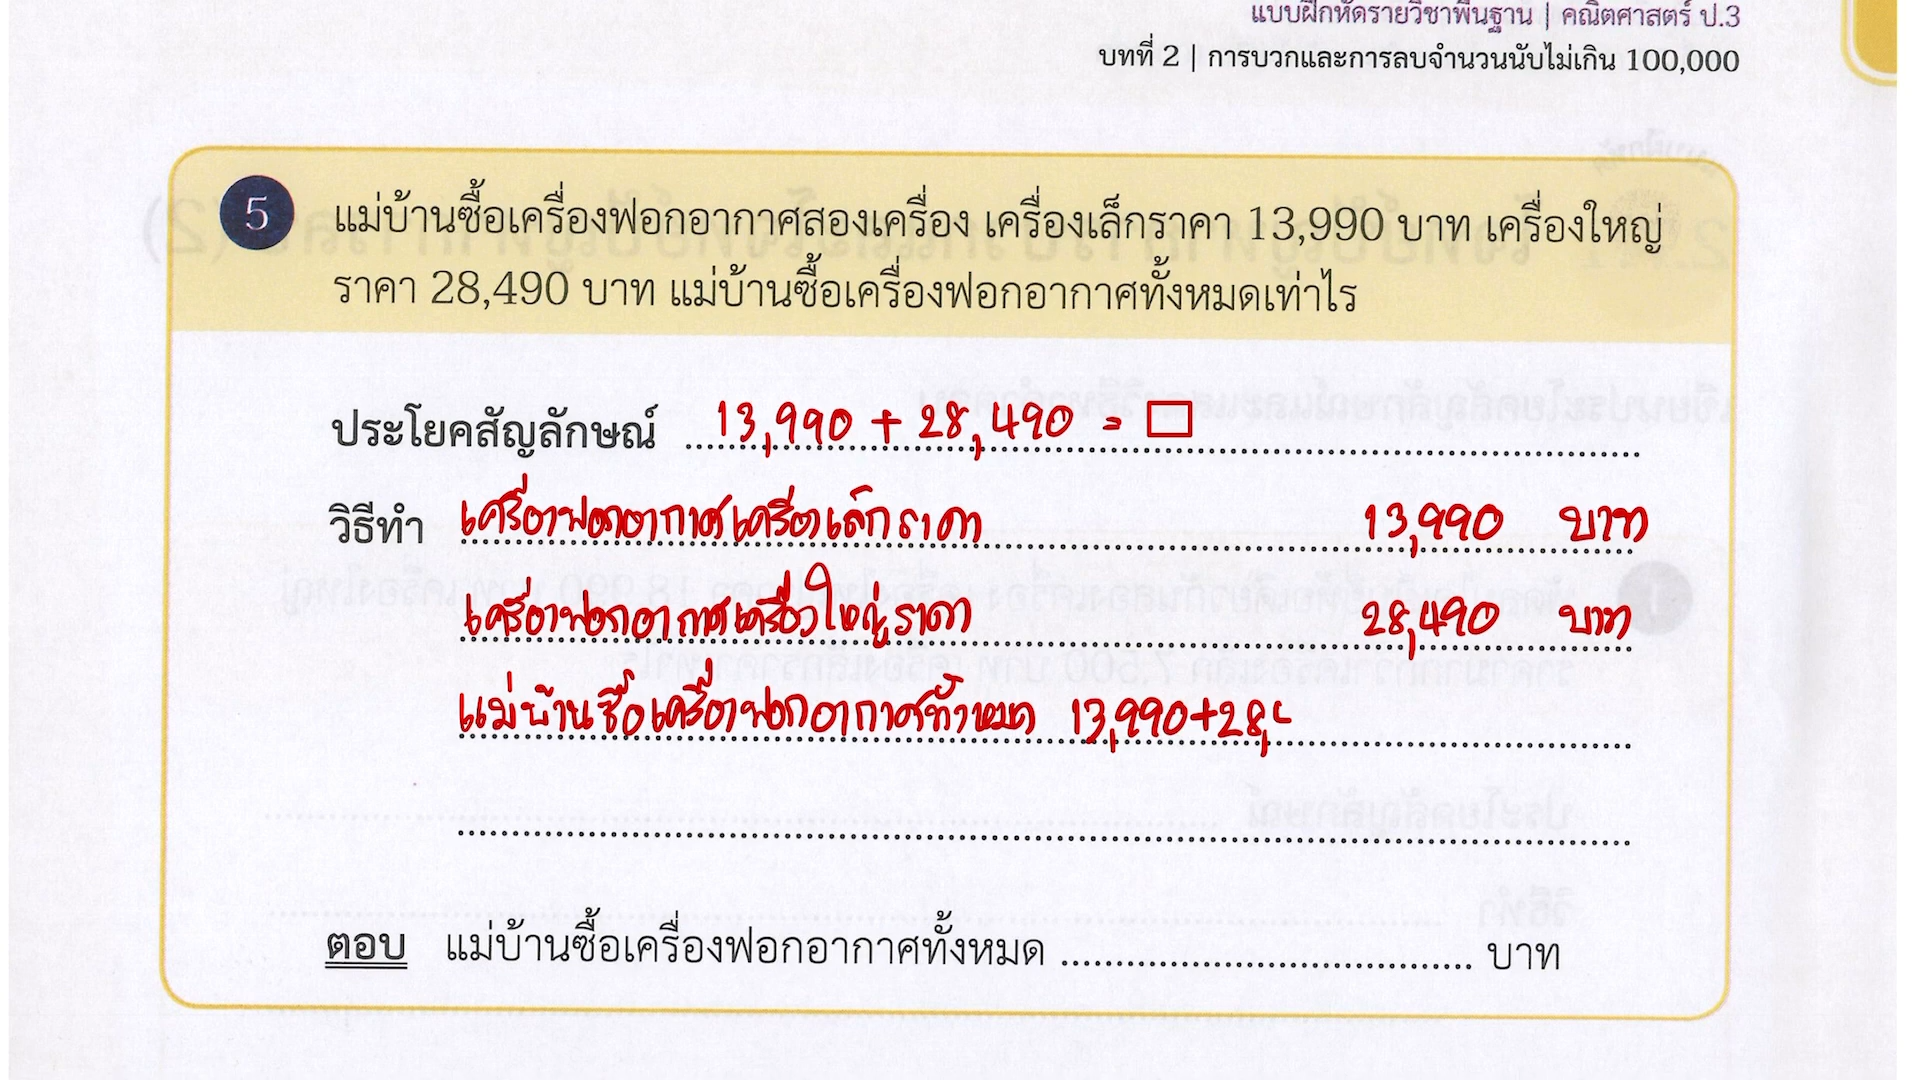 แบบฝึกหัดรายวิชาพื้นฐาน | คณิตศาสตร์ ป.3
บทที่ 2 | การบวกและการลบจำนวนนับไม่เกิน 100,000
5 แม่บ้านซื้อเครื่องฟอกอากาศสองเครื่อง เครื่องเล็กราคา 13,990 บาท เครื่องใหญ่
ราคา 28,490 บาท แม่บ้านซื้อเครื่องฟอกอากาศทั้งหมดเท่าไร
ประโยคสัญลักษณ์ 13,990 + 28,490 = □
วิธีทำ เครื่องฟอกอากาศเครื่องเล็กราคา 13,990 บาท
เครื่องฟอกอากาศเครื่องใหญ่ราคา 28,490 บาท
แม่บ้านซื้อเครื่องฟอกอากาศทั้งหมด 13,990+28,
ตอบ แม่บ้านซื้อเครื่องฟอกอากาศทั้งหมด ........................................ บาท